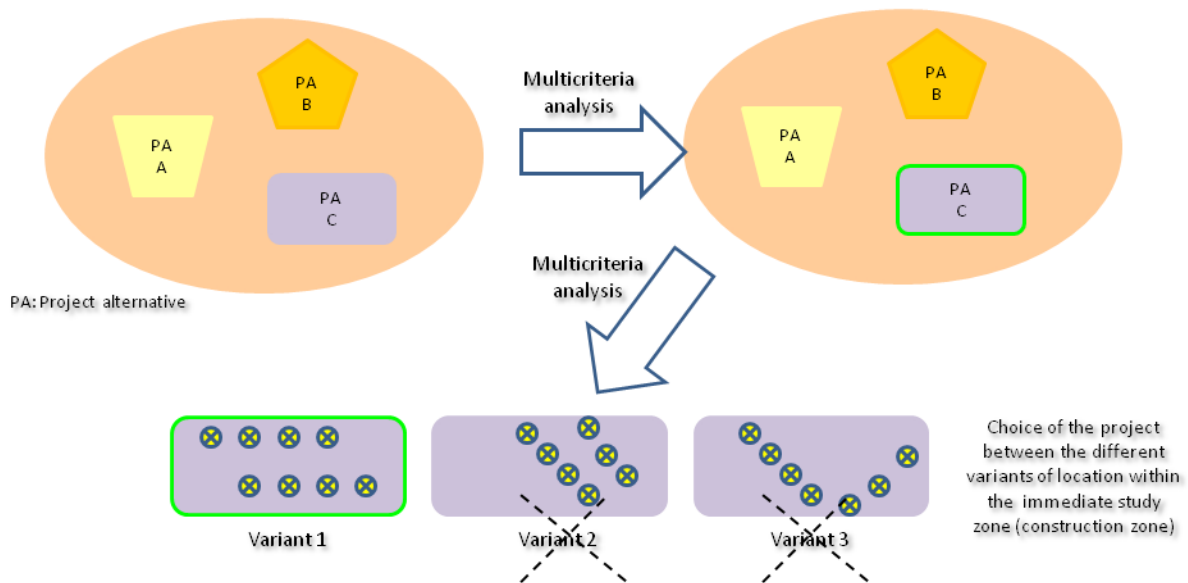 PA
B
PA
A
PA
C
Multicriteria
analysis
PA
B
PA
A
PA
C
PA: Project alternative
Multicriteria
analysis
Variant 1
Variant 2
Variant 3
Choice of the project
between the different
variants of location within
the immediate study
zone (construction zone)